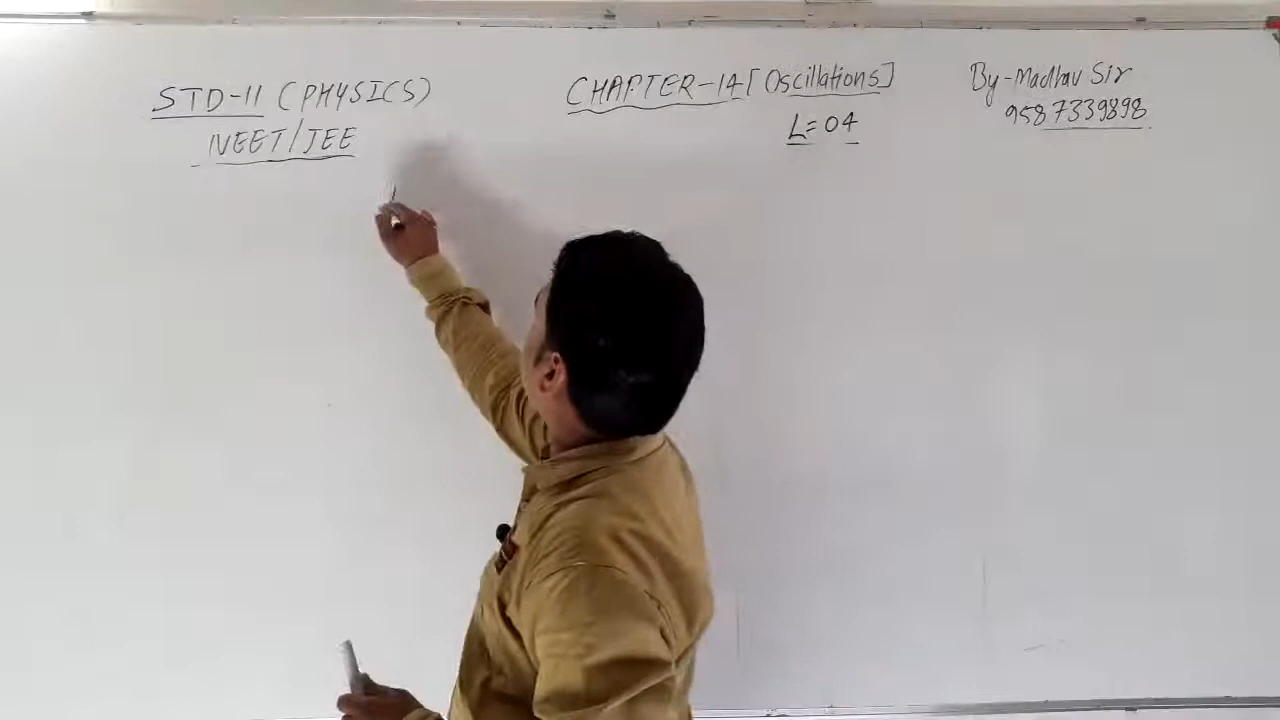 STD-11 (PHYSICS)
NEET/JEE
CHAPTER-14 [Oscillations]
L=04
By-Madhav Sir
9587339898